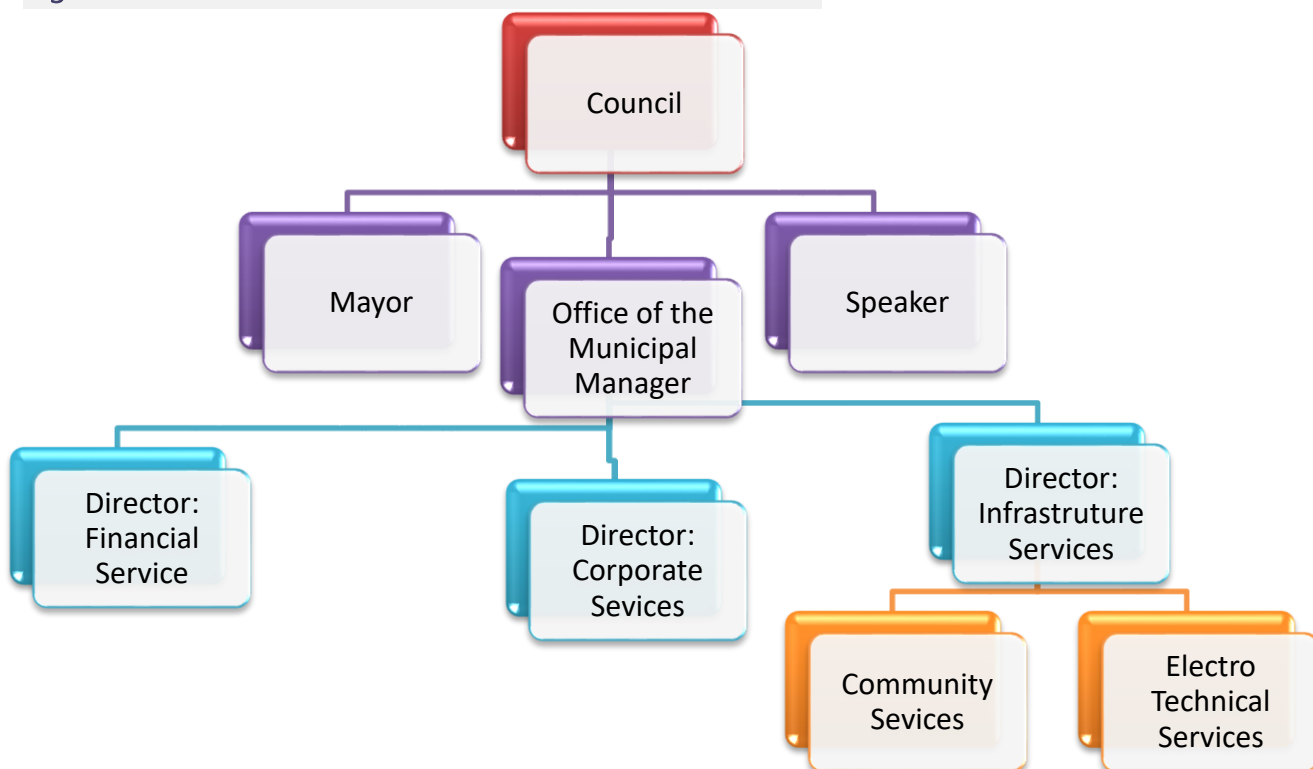 Council
Mayor
Office of the
Municipal
Manager
Speaker
Director:
Financial
Service
Director:
Corporate
Sevices
Director:
Infrastruture
Services
Community
Sevices
Electro
Technical
Services